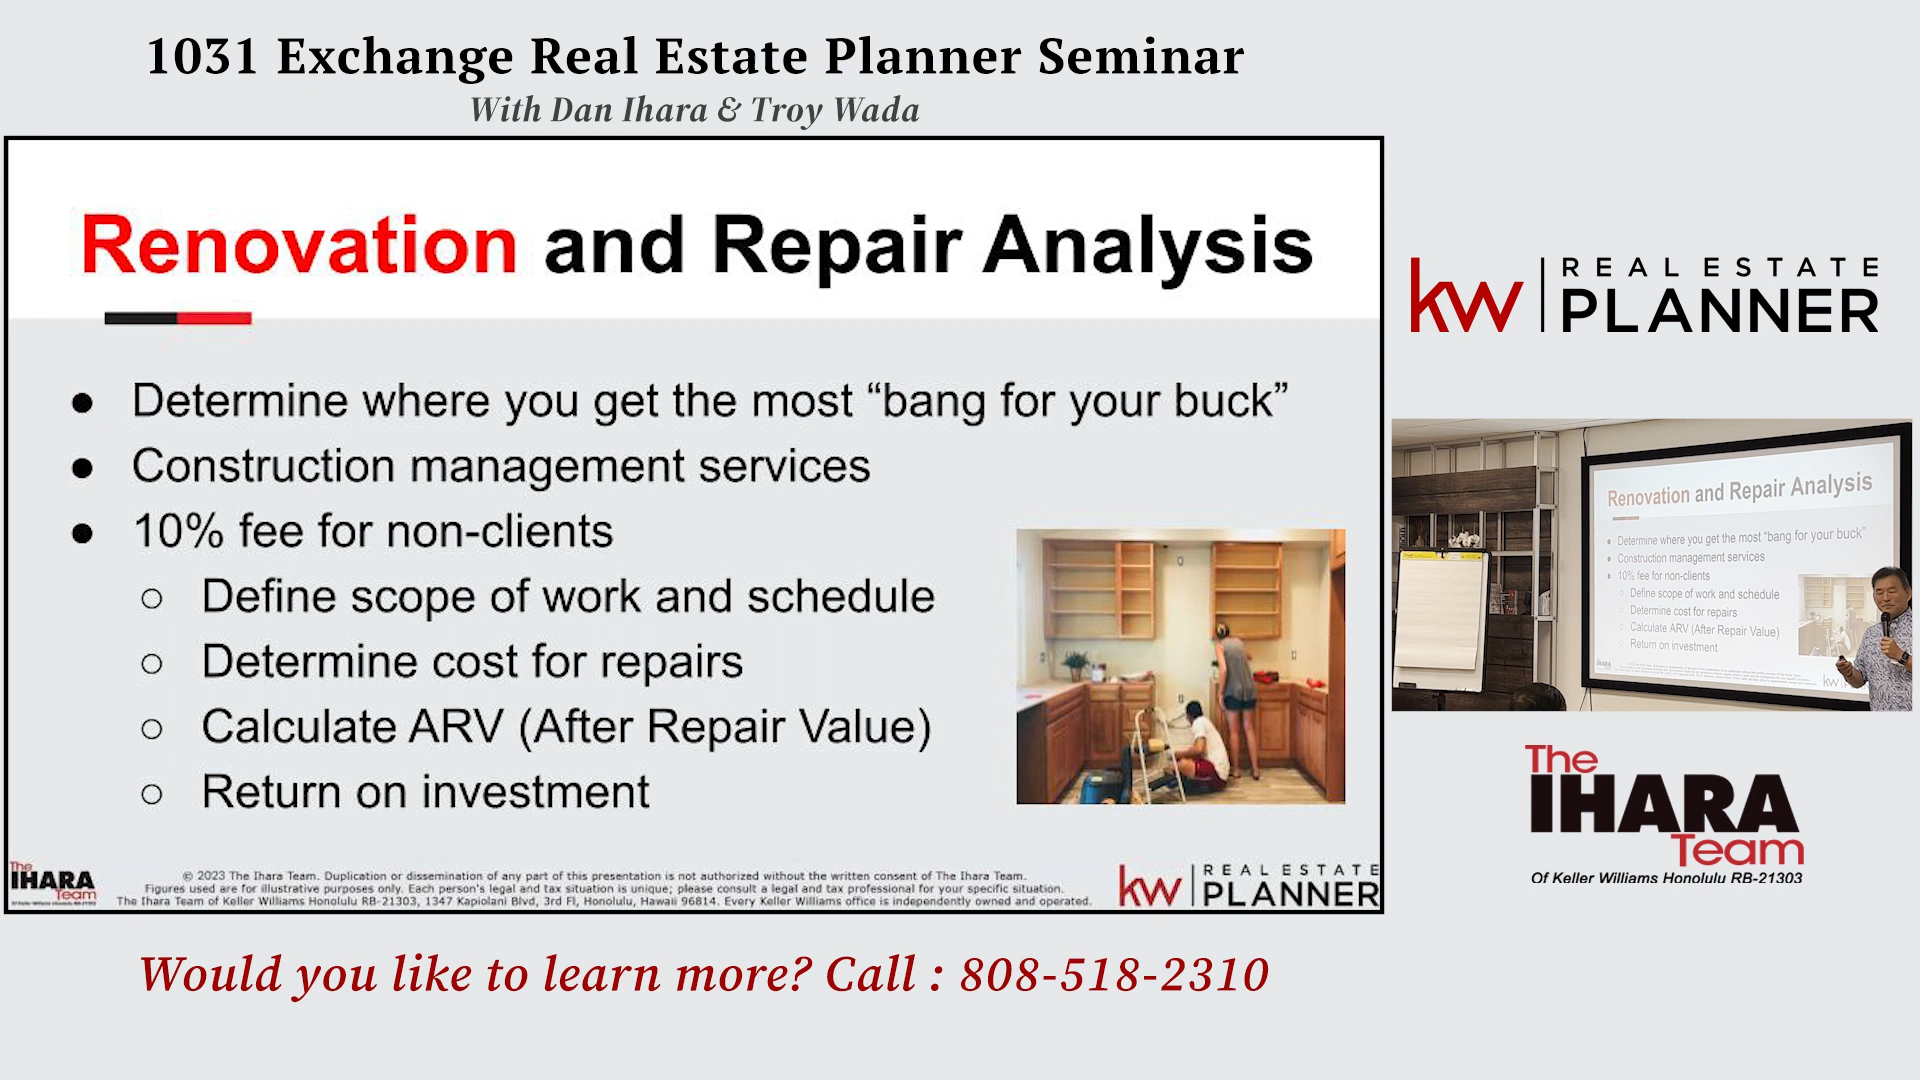 1031 Exchange Real Estate Planner Seminar
With Dan Ihara & Troy Wada
Renovation and Repair Analysis
● Determine where you get the most “bang for your buck”
● Construction management services
● 10% fee for non-clients
○ Define scope of work and schedule
○ Determine cost for repairs
○ Calculate ARV (After Repair Value)
○ Return on investment
The
IHARA
Team
© 2023 The Ihara Team. Duplication or dissemination of any part of this presentation is not authorized without the written consent of The Ihara Team.
Figures used are for illustrative purposes only. Each person's legal and tax situation is unique; please consult a legal and tax professional for your specific situation.
The Ihara Team of Keller Williams Honolulu RB-21303, 1347 Kapiolani Blvd, 3rd Fl, Honolulu, Hawaii 96814. Every Keller Williams office is independently owned and operated.
kw REAL ESTATE
PLANNER
kw REAL ESTATE
PLANNER
Renovation and Repair Analysis
● Determine where you get the most “bang for your buck”
● Construction management services
● 10% fee for non-clients
○ Define scope of work and schedule
○ Determine cost for repairs
○ Calculate ARV (After Repair Value)
○ Return on investment
kw
The
IHARA
Team
Of Keller Williams Honolulu RB-21303
Would you like to learn more? Call : 808-518-2310